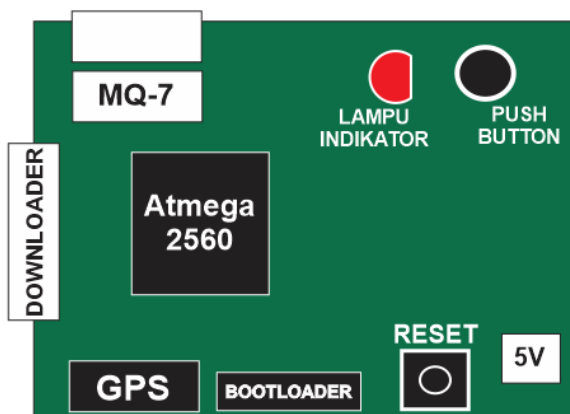 MQ-7
LAMPU
INDIKATOR
PUSH
BUTTON
DOWNLOADER
Atmega
2560
RESET
5V
GPS
BOOTLOADER